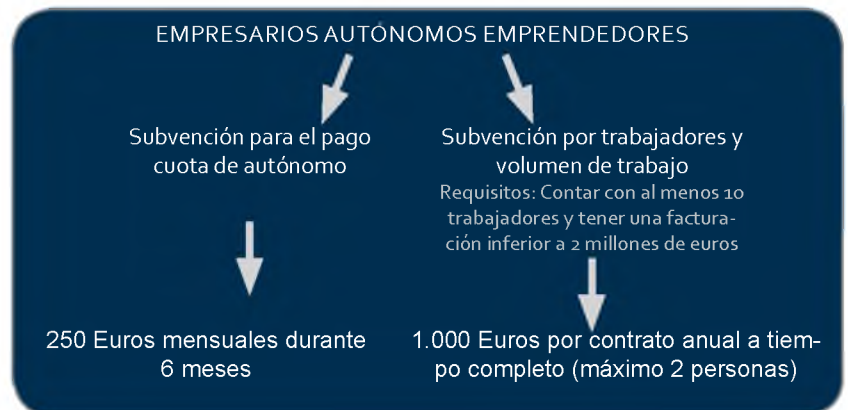 EMPRESARIOS AUTÓNOMOS EMPRENDEDORES
Subvención para el pago
cuota de autónomo
Subvención por trabajadores y
volumen de trabajo
Requisitos: Contar con al menos 10
trabajadores y tener una factura-
ción inferior a 2 millones de euros
250 Euros mensuales durante
6 meses
1.000 Euros por contrato anual a tiem-
po completo (máximo 2 personas)